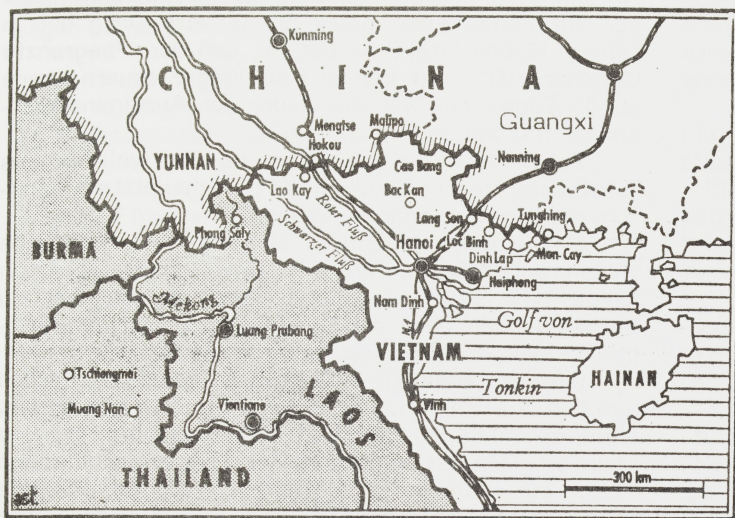 Kunming
CHINA
Guangxi
Mengtse
Malipo
Hokou
YUNNAN
Cao Bang
Nanning
Lao Kay
Bac Kan
Roter Fluß
Schwarzer Fluß
Lang Son
Tunghing
Phong Saly
Hanoi
Loc Binh
Dinh Lap
Mon Cay
BURMA
Haiphong
Mekong
Nam Dinh
Golf von
Luang Prabang
VIETNAM
Tonkin
HAINAN
Tschiengmai
LAOS
Muang Nan
Vientiane
Vinh
THAILAND
300 km